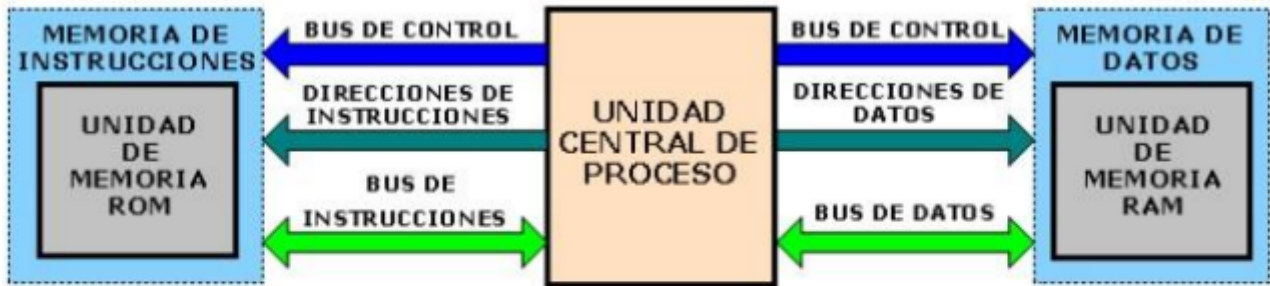 MEMORIA DE
INSTRUCCIONES
UNIDAD
DE
MEMORIA
ROM
BUS DE CONTROL
DIRECCIONES DE
INSTRUCCIONES
BUS DE
INSTRUCCIONES
UNIDAD
CENTRAL DE
PROCESO
BUS DE CONTROL
DIRECCIONES DE
DATOS
BUS DE DATOS
MEMORIA DE
DATOS
UNIDAD
DE
MEMORIA
RAM